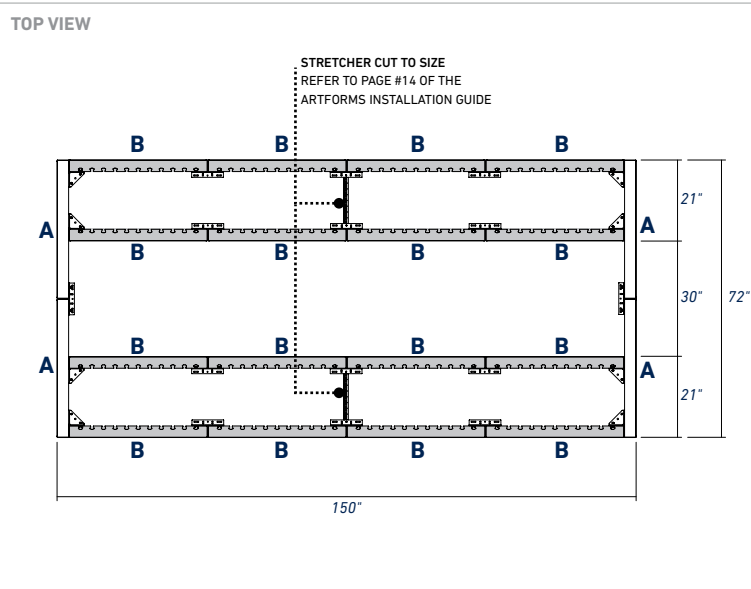 TOP VIEW
STRETCHER CUT TO SIZE
REFER TO PAGE #14 OF THE
ARTFORMS INSTALLATION GUIDE
B B B B
21"
A A
B B B B
30" 72"
B B B B
A A
21"
B B B B
150"